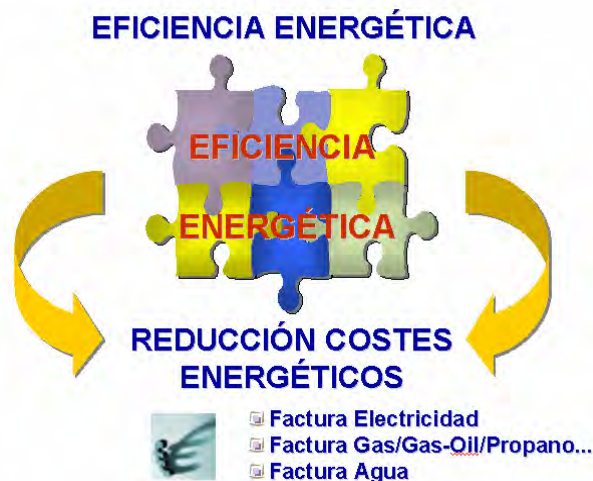 EFICIENCIA ENERGÉTICA
EFICIENCIA
ENERGÉTICA
REDUCCIÓN COSTES
ENERGÉTICOS
Factura Electricidad
Factura Gas/Gas-Oil/Propano...
Factura Agua